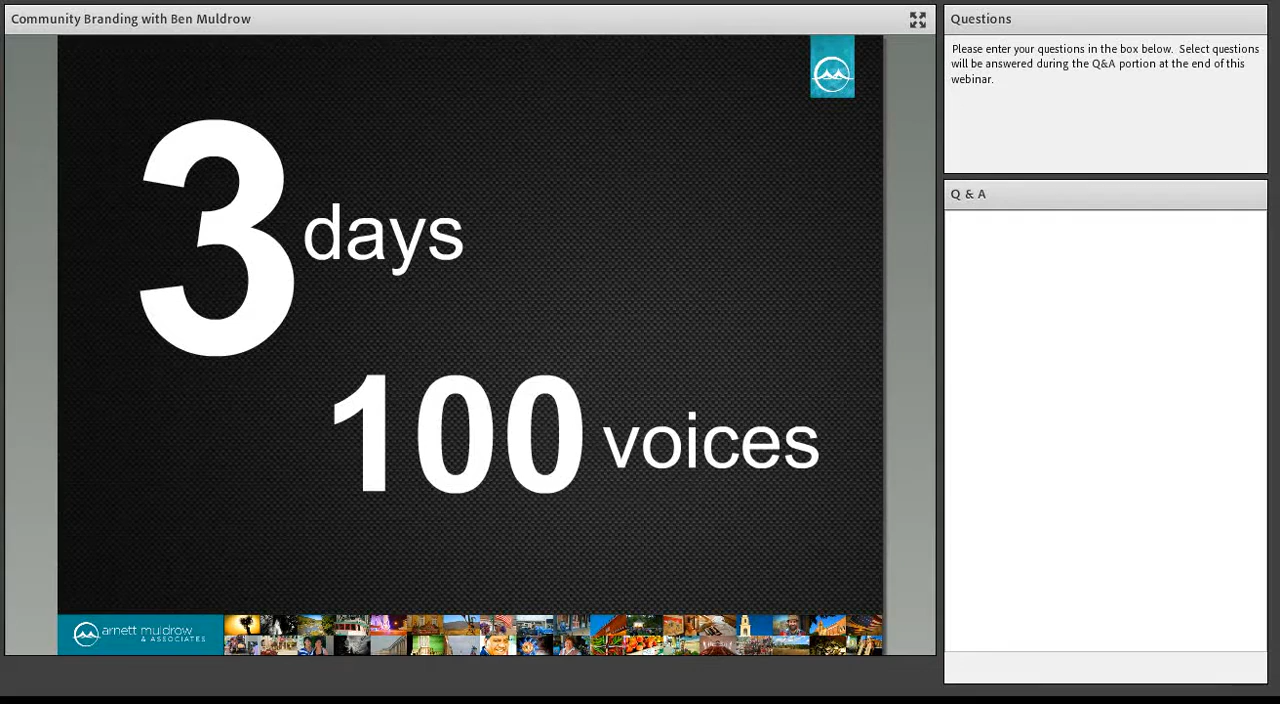 Community Branding with Ben Muldrow
3 days
100 voices
arnett muldrow
& ASSOCIATES
Questions
Please enter your questions in the box below. Select questions
will be answered during the Q&A portion at the end of this
webinar.
Q & A